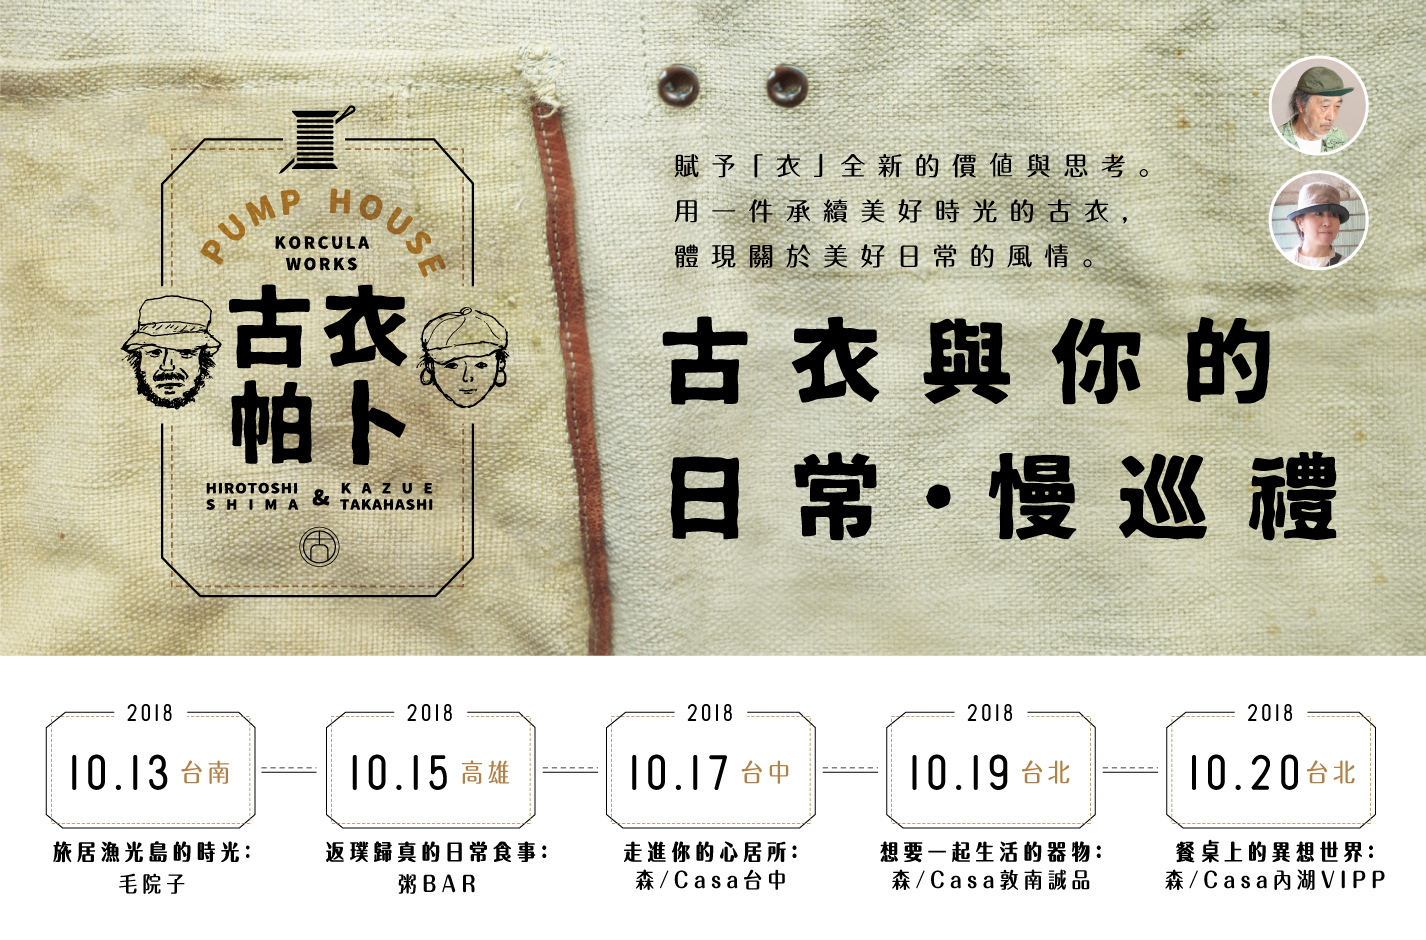 PUMP HOUSE
KORCULA
WORKS
古衣
帕卜
HIROTOSHI
SHIMA
&
KAZUE
TAKAHASHI
古
賦予「衣」全新的價值與思考。
用一件承續美好時光的古衣，
體現關於美好日常的風情。
古衣與你的
日常・慢巡禮
2018
10.13 台南
旅居漁光島的時光：
毛院子
2018
10.15 高雄
返璞歸真的日常食事：
粥BAR
2018
10.17 台中
走進你的心居所：
森/Casa台中
2018
10.19 台北
想要一起生活的器物：
森/Casa敦南誠品
2018
10.20 台北
餐桌上的異想世界：
森/Casa內湖VIPP